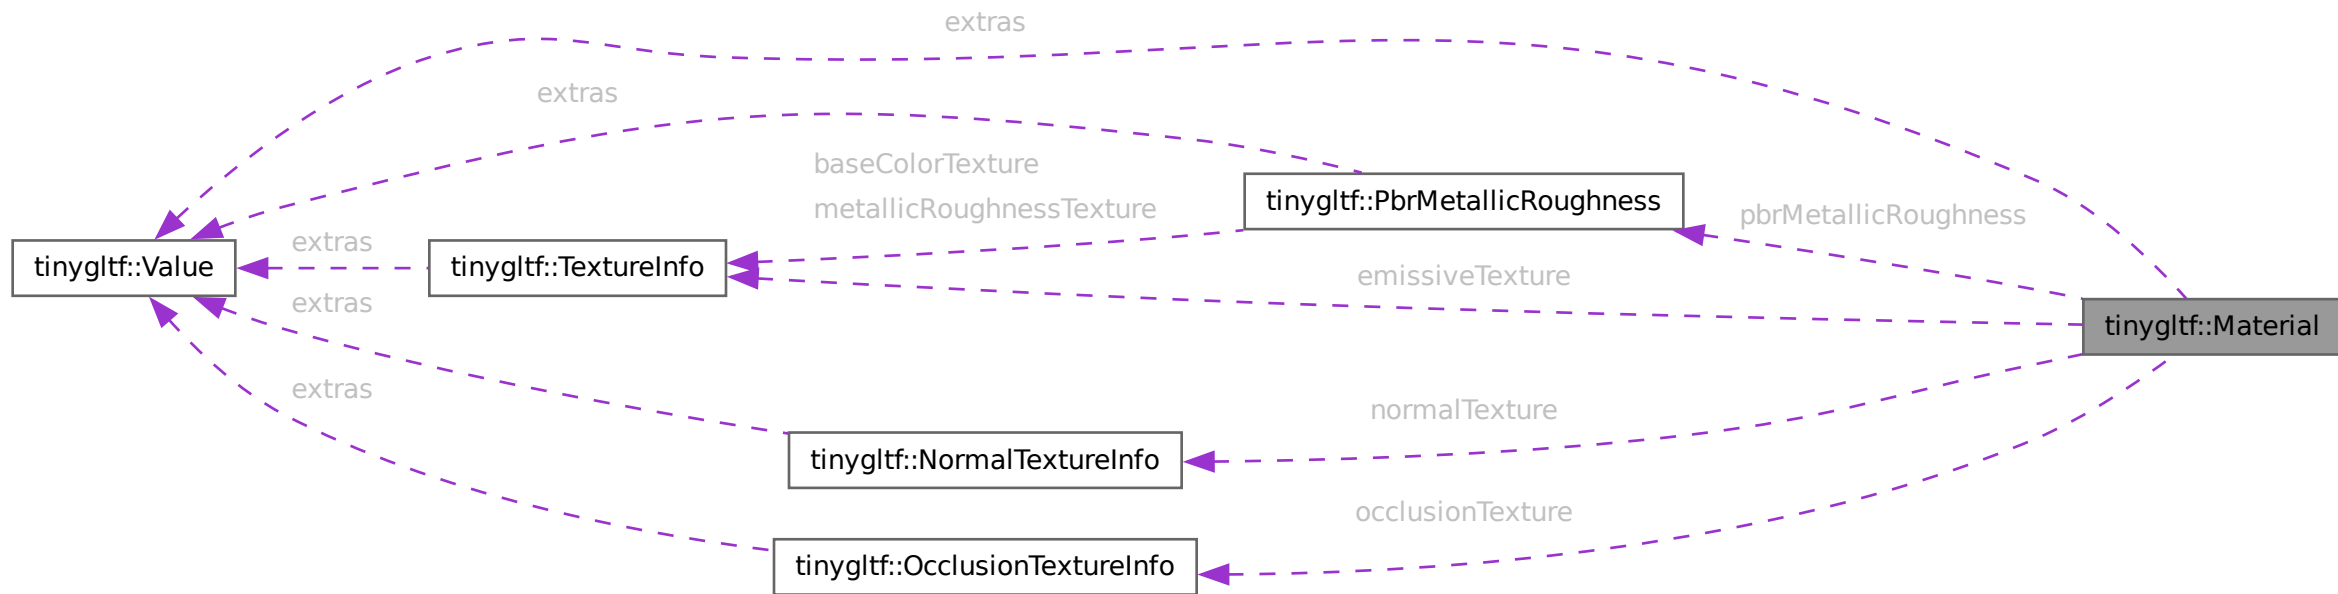 extras
extras
baseColorTexture
metallicRoughnessTexture
tinygltf::PbrMetallicRoughness
pbrMetallicRoughness
extras
tinygltf::Value
tinygltf::TextureInfo
emissiveTexture
extras
tinygltf::Material
extras
normalTexture
tinygltf::NormalTextureInfo
occlusionTexture
tinygltf::OcclusionTextureInfo